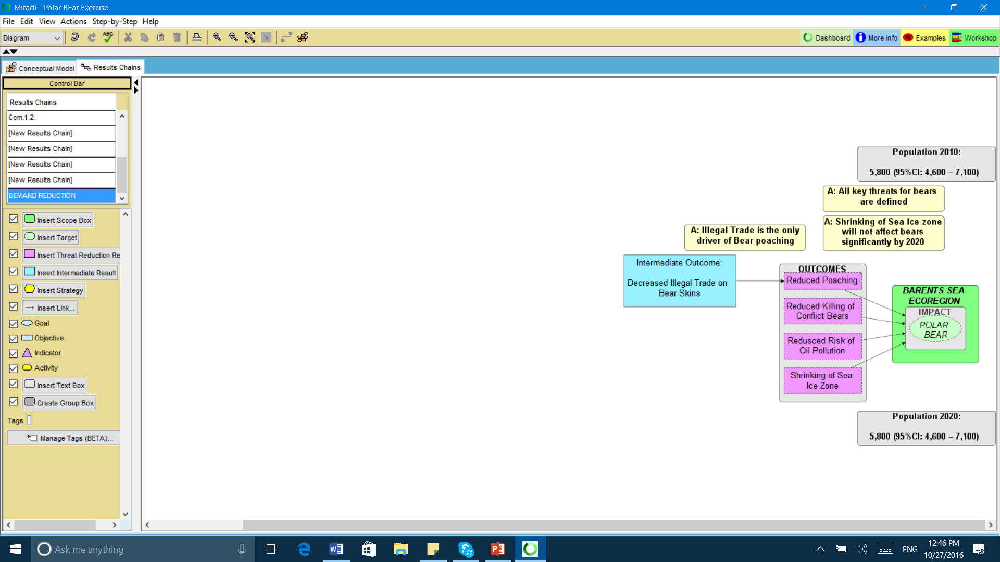 Miradi - Polar BEar Exercise
File Edit View Actions Step-by-Step Help
Diagram
ABC
Dashboard
More Info
eg
Examples
Workshop
Conceptual Model
Results Chains
Control Bar
Results Chains
Com.1.2.
[New Results Chain]
[New Results Chain]
[New Results Chain]
[New Results Chain]
DEMAND REDUCTION
Insert Scope Box
Insert Target
Insert Threat Reduction Re
Insert Intermediate Result
Insert Strategy
Insert Link...
Goal
Objective
Indicator
Activity
Insert Text Box
Create Group Box
Tags
Manage Tags (BETA)...
Population 2010:
5,800 (95%CI: 4,600 – 7,100)
A: All key threats for bears
are defined
A: Shrinking of Sea Ice zone
will not affect bears
significantly by 2020
A: Illegal Trade is the only
driver of Bear poaching
Intermediate Outcome:
Decreased Illegal Trade on
Bear Skins
OUTCOMES
Reduced Poaching
Reduced Killing of
Conflict Bears
Redusced Risk of
Oil Pollution
Shrinking of Sea
Ice Zone
BARENTS SEA
ECOREGION
IMPACT
POLAR
BEAR
Population 2020:
5,800 (95%CI: 4,600 – 7,100)
Ask me anything
ENG
12:46 PM
10/27/2016